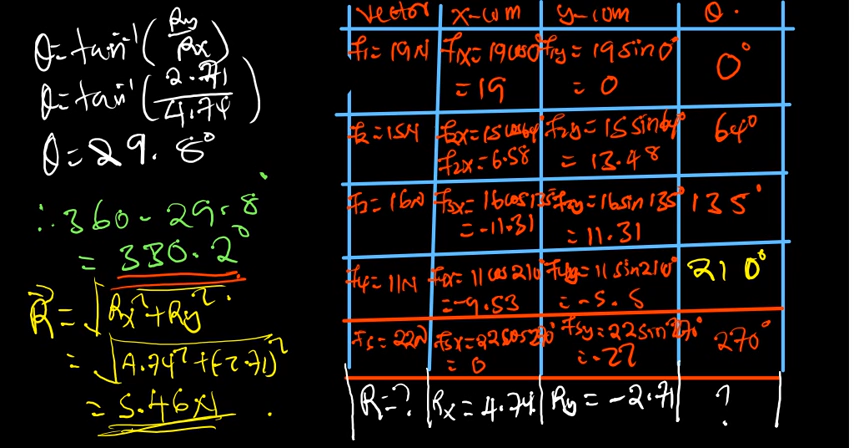 θ = tan⁻¹(Ry/Rx)
θ = tan⁻¹(2.71/4.74)
θ = 29.8°
∴ 360 - 29.8°
= 330.2°
R⃗ = √Rx² + Ry²
= √4.74² + (-2.71)²
= 5.46N
Vector x-com y-com θ.
F1 = 19N F1x = 19cos0° F1y = 19sin0° 0°
= 19 = 0
F2 = 15N F2x = 15cos64° F2y = 15sin64° 64°
F2x = 6.58 = 13.48
F3 = 16N F3x = 16cos135° F3y = 16sin135° 135°
= -11.31 = 11.31
F4 = 11N F4x = 11cos210° F4y = 11sin210° 210°
= -9.53 = -5.5
F5 = 22N F5x = 22cos270° F5y = 22sin270° 270°
= 0 = -22
R = ? Rx = 4.74 Ry = -2.71 ?